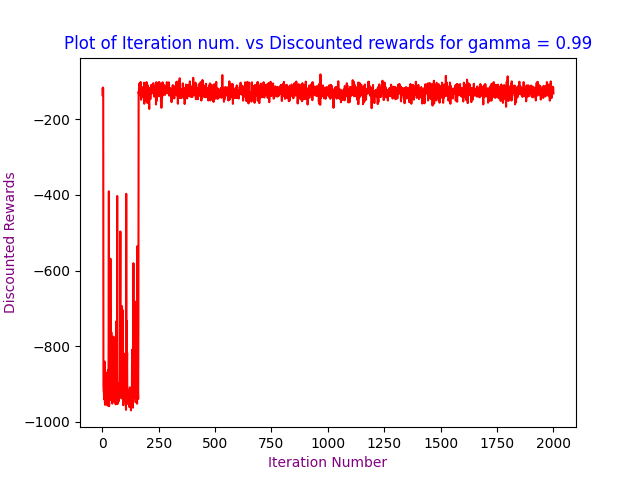 Plot of Iteration num. vs Discounted rewards for gamma = 0.99
Discounted Rewards
−200
−400
−600
−800
−1000
0 250 500 750 1000 1250 1500 1750 2000
Iteration Number